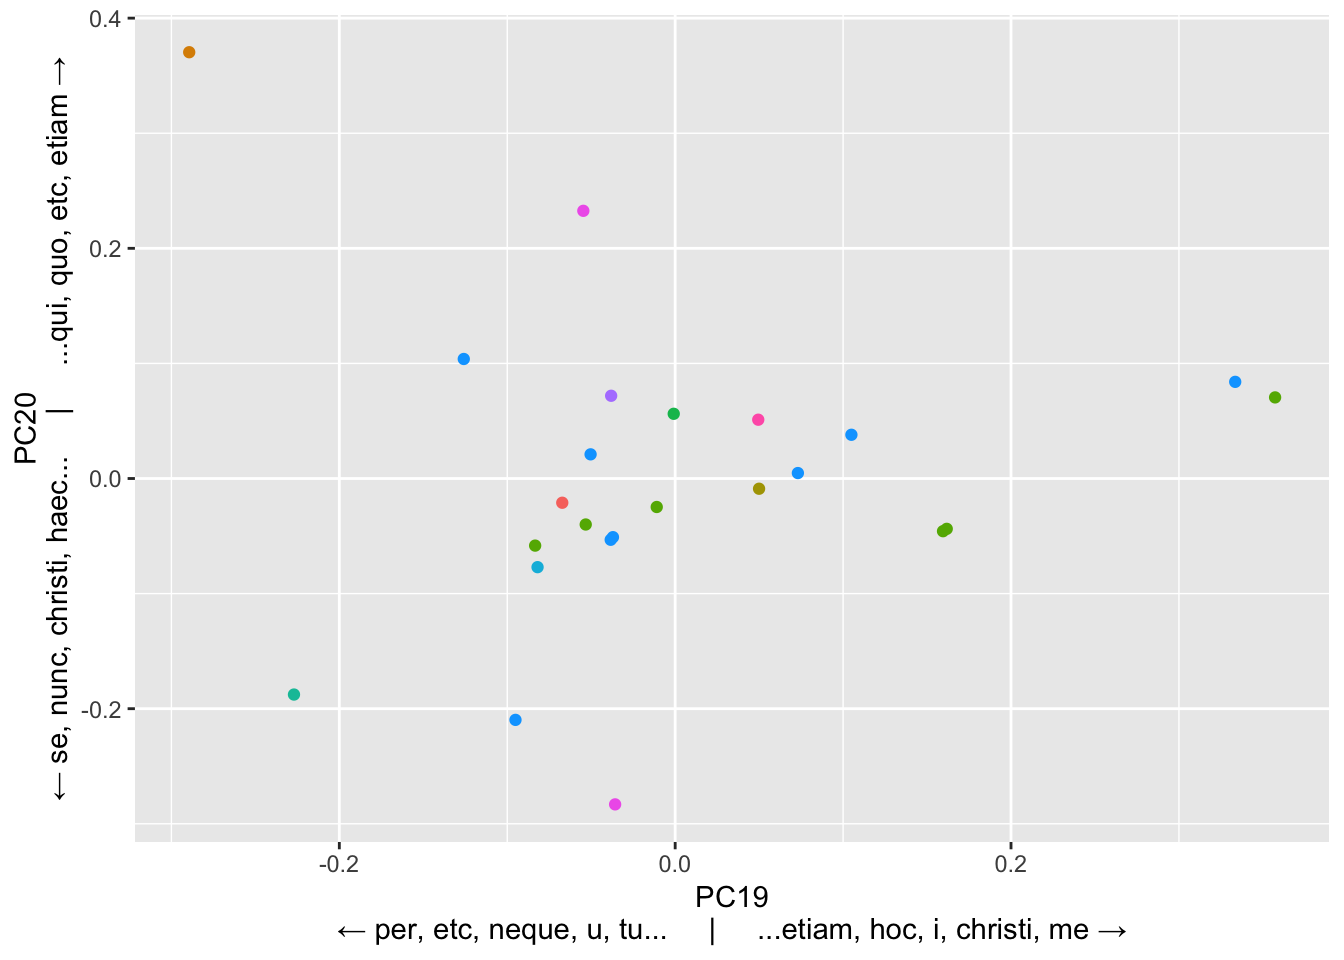 0.4
0.2
0.0
-0.2
PC20
← se, nunc, christi, haec... | ...qui, quo, etc, etiam →
-0.2
0.0
0.2
PC19
← per, etc, neque, u, tu... | ...etiam, hoc, i, christi, me →